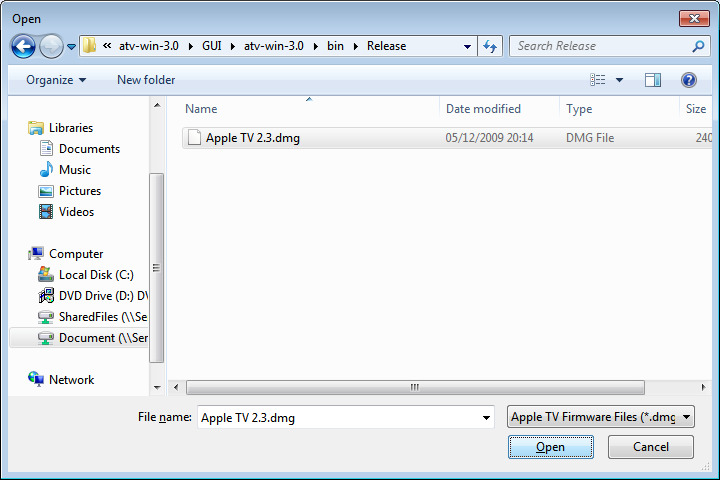 Open
« atv-win-3.0 GUI atv-win-3.0 bin Release Search Release
Organize New folder
Name Date modified Type Size
Apple TV 2.3.dmg 05/12/2009 20:14 DMG File 240
Libraries
Documents
Music
Pictures
Videos
Computer
Local Disk (C:)
DVD Drive (D:) DV
SharedFiles (\\Se
Document (\\Ser
Network
File name: Apple TV 2.3.dmg Apple TV Firmware Files (*.dmg
Open Cancel